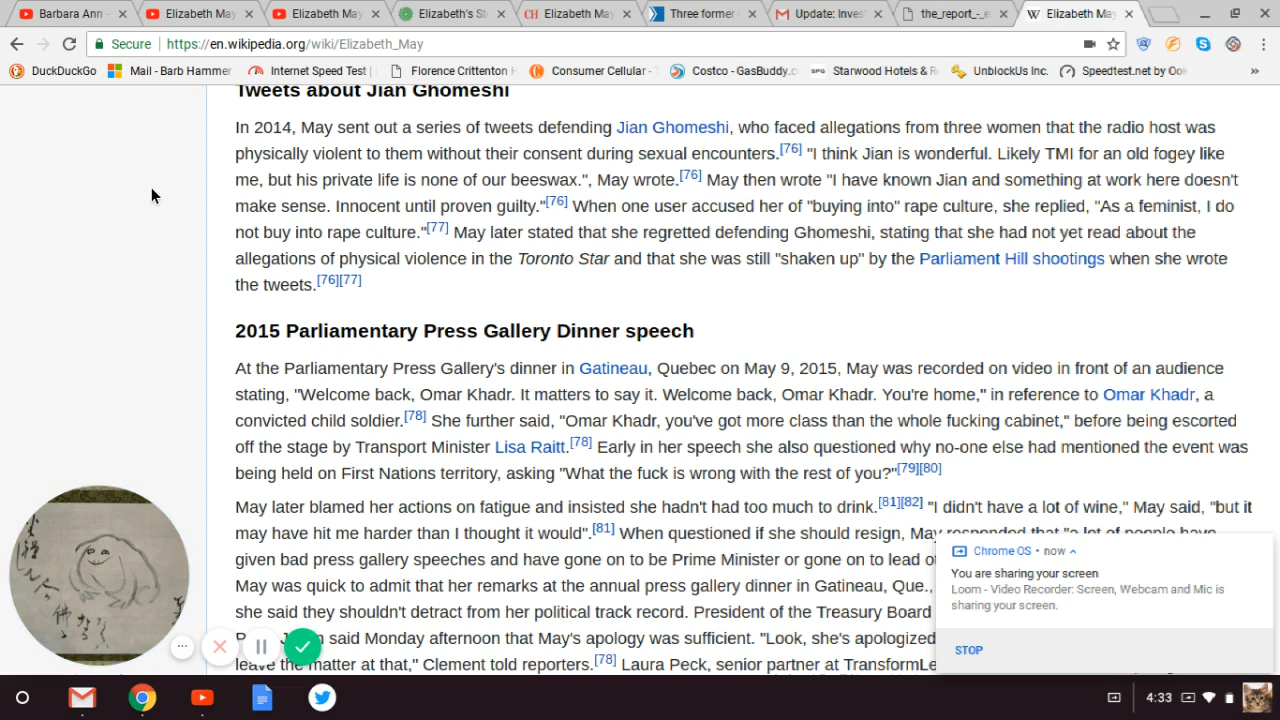 Barbara Ann -
Elizabeth May
Elizabeth May
Elizabeth's St
CH Elizabeth May
Three former
Update: Inves
the_report_-_e
W Elizabeth May
Secure https://en.wikipedia.org/wiki/Elizabeth_May
DuckDuckGo Mail - Barb Hammer Internet Speed Test | Florence Crittenton H Consumer Cellular - Costco - GasBuddy.c SPG Starwood Hotels & R UnblockUs Inc. Speedtest.net by Ook »
Tweets about Jian Ghomeshi
In 2014, May sent out a series of tweets defending Jian Ghomeshi, who faced allegations from three women that the radio host was
physically violent to them without their consent during sexual encounters.[76] "I think Jian is wonderful. Likely TMI for an old fogey like
me, but his private life is none of our beeswax.", May wrote.[76] May then wrote "I have known Jian and something at work here doesn't
make sense. Innocent until proven guilty."[76] When one user accused her of "buying into" rape culture, she replied, "As a feminist, I do
not buy into rape culture."[77] May later stated that she regretted defending Ghomeshi, stating that she had not yet read about the
allegations of physical violence in the Toronto Star and that she was still "shaken up" by the Parliament Hill shootings when she wrote
the tweets.[76][77]
2015 Parliamentary Press Gallery Dinner speech
At the Parliamentary Press Gallery's dinner in Gatineau, Quebec on May 9, 2015, May was recorded on video in front of an audience
stating, "Welcome back, Omar Khadr. It matters to say it. Welcome back, Omar Khadr. You're home," in reference to Omar Khadr, a
convicted child soldier.[78] She further said, "Omar Khadr, you've got more class than the whole fucking cabinet," before being escorted
off the stage by Transport Minister Lisa Raitt.[78] Early in her speech she also questioned why no-one else had mentioned the event was
being held on First Nations territory, asking "What the fuck is wrong with the rest of you?"[79][80]
May later blamed her actions on fatigue and insisted she hadn't had too much to drink.[81][82] "I didn't have a lot of wine," May said, "but it
may have hit me harder than I thought it would".[81] When questioned if she should resign, May responded that "a lot of people have
given bad press gallery speeches and have gone on to be Prime Minister or gone on to lead
May was quick to admit that her remarks at the annual press gallery dinner in Gatineau, Que.,
she said they shouldn't detract from her political track record. President of the Treasury Board
said Monday afternoon that May's apology was sufficient. "Look, she's apologized
leave the matter at that," Clement told reporters.[78] Laura Peck, senior partner at TransformLe
Chrome OS • now
You are sharing your screen
Loom - Video Recorder: Screen, Webcam and Mic is
sharing your screen.
STOP
4:33